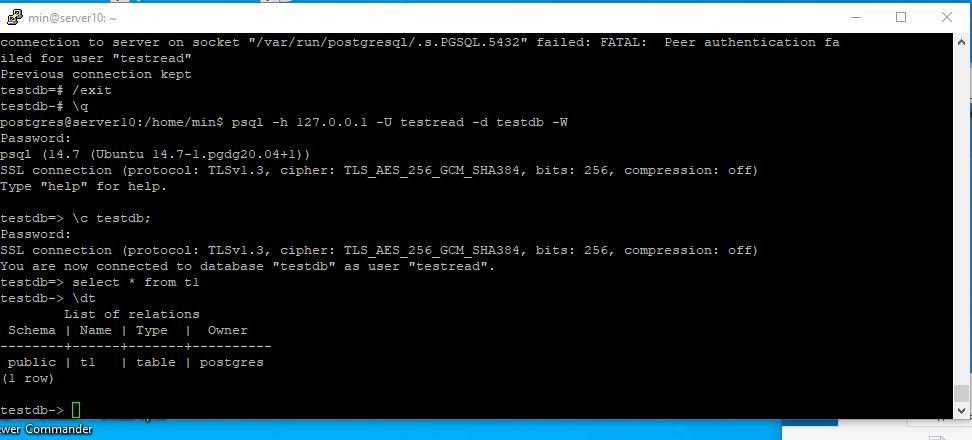 min@server10: ~
connection to server on socket "/var/run/postgresql/.s.PGSQL.5432" failed: FATAL:  Peer authentication fa
iled for user "testread"
Previous connection kept
testdb=# /exit
testdb-# \q
postgres@server10:/home/min$ psql -h 127.0.0.1 -U testread -d testdb -W
Password:
psql (14.7 (Ubuntu 14.7-1.pgdg20.04+1))
SSL connection (protocol: TLSv1.3, cipher: TLS_AES_256_GCM_SHA384, bits: 256, compression: off)
Type "help" for help.
testdb=> \c testdb;
Password:
SSL connection (protocol: TLSv1.3, cipher: TLS_AES_256_GCM_SHA384, bits: 256, compression: off)
You are now connected to database "testdb" as user "testread".
testdb=> select * from t1
testdb-> \dt
        List of relations
 Schema | Name | Type  |  Owner
--------+------+-------+----------
 public | t1   | table | postgres
(1 row)
testdb->
ewer Commander